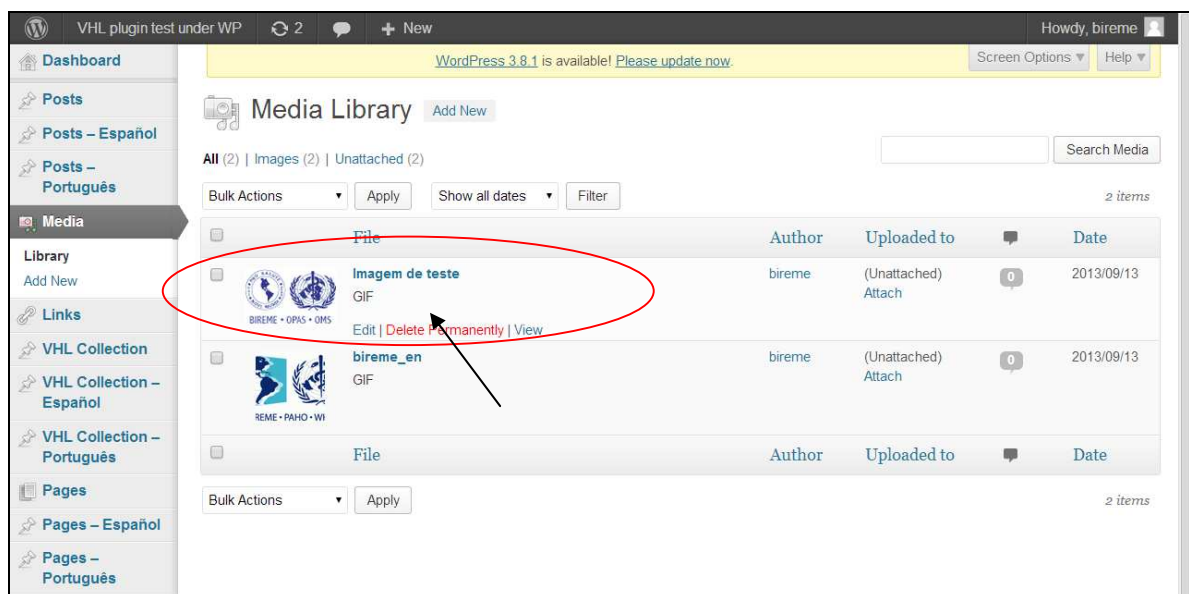 VHL plugin test under WP 2 + New Howdy, bireme
WordPress 3.8.1 is available! Please update now.
Screen Options ▼ Help ▼
Dashboard
Posts
Posts – Español
Posts –
Português
Media
Library
Add New
Links
VHL Collection
VHL Collection –
Español
VHL Collection –
Português
Pages
Pages – Español
Pages –
Português
Media Library Add New
Search Media
All (2) | Images (2) | Unattached (2)
Bulk Actions Apply Show all dates Filter 2 items
File Author Uploaded to Date
Imagem de teste bireme (Unattached) 0 2013/09/13
GIF Attach
BIREME • OPAS • OMS
Edit | Delete Permanently | View
bireme_en bireme (Unattached) 0 2013/09/13
GIF Attach
REME • PAHO • WI
File Author Uploaded to Date
Bulk Actions Apply 2 items